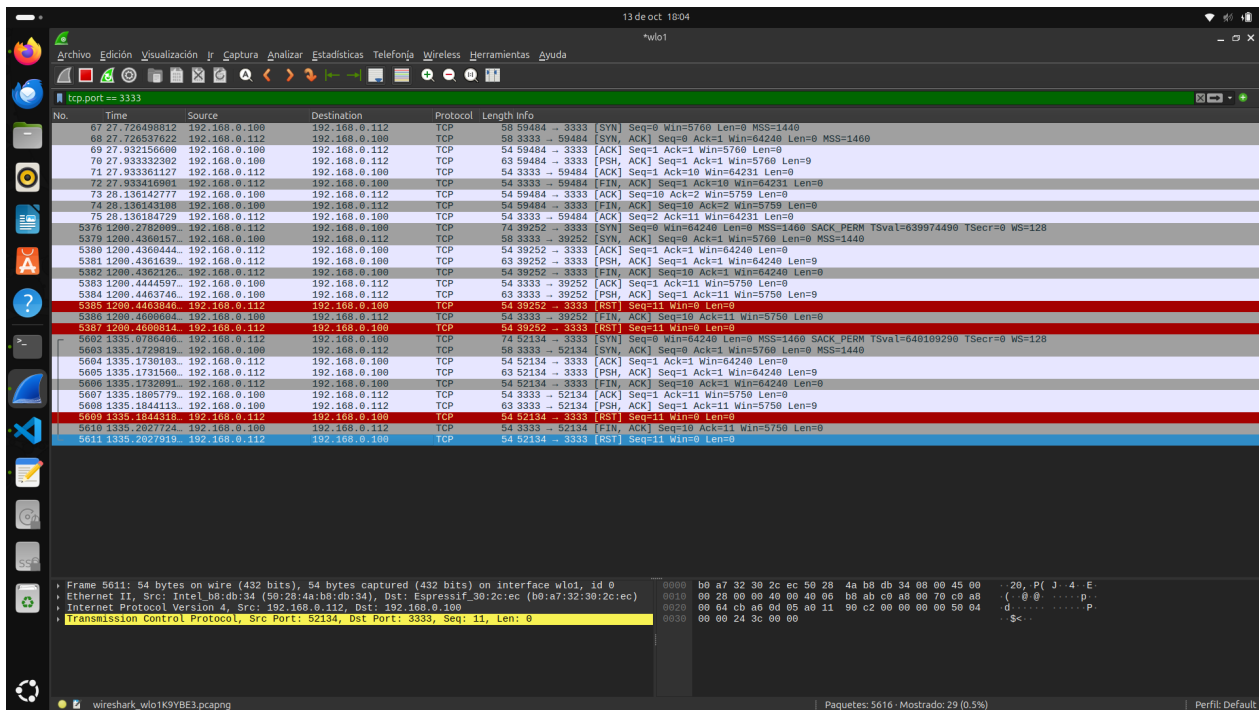 13 de oct 18:04
*wlo1
Archivo Edición Visualización Ir Captura Analizar Estadísticas Telefonía Wireless Herramientas Ayuda
tcp.port == 3333
No. Time Source Destination Protocol Length Info
67 27.726498812 192.168.0.100 192.168.0.112 TCP 58 59484 → 3333 [SYN] Seq=0 Win=5760 Len=0 MSS=1440
68 27.726537622 192.168.0.112 192.168.0.100 TCP 58 3333 → 59484 [SYN, ACK] Seq=0 Ack=1 Win=64240 Len=0 MSS=1460
69 27.932156600 192.168.0.100 192.168.0.112 TCP 54 59484 → 3333 [ACK] Seq=1 Ack=1 Win=5760 Len=0
70 27.933332302 192.168.0.100 192.168.0.112 TCP 63 59484 → 3333 [PSH, ACK] Seq=1 Ack=1 Win=5760 Len=9
71 27.933361127 192.168.0.112 192.168.0.100 TCP 54 3333 → 59484 [ACK] Seq=1 Ack=10 Win=64231 Len=0
72 27.933416901 192.168.0.112 192.168.0.100 TCP 54 3333 → 59484 [FIN, ACK] Seq=1 Ack=10 Win=64231 Len=0
73 28.136142777 192.168.0.100 192.168.0.112 TCP 54 59484 → 3333 [ACK] Seq=10 Ack=2 Win=5759 Len=0
74 28.136143108 192.168.0.100 192.168.0.112 TCP 54 59484 → 3333 [FIN, ACK] Seq=10 Ack=2 Win=5759 Len=0
75 28.136184729 192.168.0.112 192.168.0.100 TCP 54 3333 → 59484 [ACK] Seq=2 Ack=11 Win=64231 Len=0
5376 1200.2782009… 192.168.0.112 192.168.0.100 TCP 74 39252 → 3333 [SYN] Seq=0 Win=64240 Len=0 MSS=1460 SACK_PERM TSval=639974490 TSecr=0 WS=128
5379 1200.4360157… 192.168.0.100 192.168.0.112 TCP 58 3333 → 39252 [SYN, ACK] Seq=0 Ack=1 Win=5760 Len=0 MSS=1440
5380 1200.4360444… 192.168.0.112 192.168.0.100 TCP 54 39252 → 3333 [ACK] Seq=1 Ack=1 Win=64240 Len=0
5381 1200.4361639… 192.168.0.112 192.168.0.100 TCP 63 39252 → 3333 [PSH, ACK] Seq=1 Ack=1 Win=64240 Len=9
5382 1200.4362126… 192.168.0.112 192.168.0.100 TCP 54 39252 → 3333 [FIN, ACK] Seq=10 Ack=1 Win=64240 Len=0
5383 1200.4444597… 192.168.0.100 192.168.0.112 TCP 54 3333 → 39252 [ACK] Seq=1 Ack=11 Win=5750 Len=0
5384 1200.4463746… 192.168.0.100 192.168.0.112 TCP 63 3333 → 39252 [PSH, ACK] Seq=1 Ack=11 Win=5750 Len=9
5385 1200.4463846… 192.168.0.112 192.168.0.100 TCP 54 39252 → 3333 [RST] Seq=11 Win=0 Len=0
5386 1200.4600604… 192.168.0.100 192.168.0.112 TCP 54 3333 → 39252 [FIN, ACK] Seq=10 Ack=11 Win=5750 Len=0
5387 1200.4600814… 192.168.0.112 192.168.0.100 TCP 54 39252 → 3333 [RST] Seq=11 Win=0 Len=0
5602 1335.0786406… 192.168.0.112 192.168.0.100 TCP 74 52134 → 3333 [SYN] Seq=0 Win=64240 Len=0 MSS=1460 SACK_PERM TSval=640109290 TSecr=0 WS=128
5603 1335.1729819… 192.168.0.100 192.168.0.112 TCP 58 3333 → 52134 [SYN, ACK] Seq=0 Ack=1 Win=5760 Len=0 MSS=1440
5604 1335.1730103… 192.168.0.112 192.168.0.100 TCP 54 52134 → 3333 [ACK] Seq=1 Ack=1 Win=64240 Len=0
5605 1335.1731560… 192.168.0.112 192.168.0.100 TCP 63 52134 → 3333 [PSH, ACK] Seq=1 Ack=1 Win=64240 Len=9
5606 1335.1732091… 192.168.0.112 192.168.0.100 TCP 54 52134 → 3333 [FIN, ACK] Seq=10 Ack=1 Win=64240 Len=0
5607 1335.1805779… 192.168.0.100 192.168.0.112 TCP 54 3333 → 52134 [ACK] Seq=1 Ack=11 Win=5750 Len=0
5608 1335.1844113… 192.168.0.100 192.168.0.112 TCP 63 3333 → 52134 [PSH, ACK] Seq=1 Ack=11 Win=5750 Len=9
5609 1335.1844318… 192.168.0.112 192.168.0.100 TCP 54 52134 → 3333 [RST] Seq=11 Win=0 Len=0
5610 1335.2027724… 192.168.0.100 192.168.0.112 TCP 54 3333 → 52134 [FIN, ACK] Seq=10 Ack=11 Win=5750 Len=0
5611 1335.2027919… 192.168.0.112 192.168.0.100 TCP 54 52134 → 3333 [RST] Seq=11 Win=0 Len=0
Frame 5611: 54 bytes on wire (432 bits), 54 bytes captured (432 bits) on interface wlo1, id 0
Ethernet II, Src: Intel_b8:db:34 (50:28:4a:b8:db:34), Dst: Espressif_30:2c:ec (b0:a7:32:30:2c:ec)
Internet Protocol Version 4, Src: 192.168.0.112, Dst: 192.168.0.100
Transmission Control Protocol, Src Port: 52134, Dst Port: 3333, Seq: 11, Len: 0
0000 b0 a7 32 30 2c ec 50 28 4a b8 db 34 08 00 45 00 ··20,·P( J··4··E·
0010 00 28 00 00 40 00 40 06 b8 ab c0 a8 00 70 c0 a8 ·(··@·@· ·····p··
0020 00 64 cb a6 0d 05 a0 11 90 c2 00 00 00 00 50 04 ·d······ ······P·
0030 00 00 24 3c 00 00 ··$<··
wireshark_wlo1K9YBE3.pcapng
Paquetes: 5616 · Mostrado: 29 (0.5%)
Perfil: Default